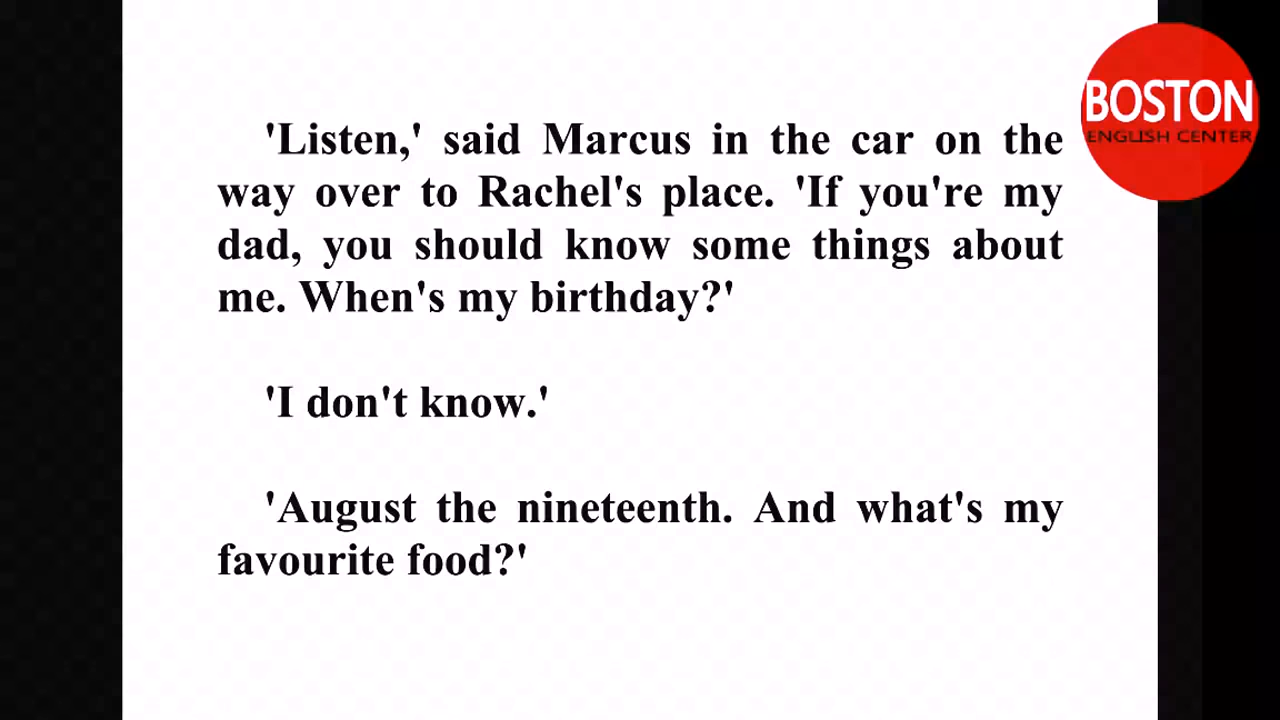 BOSTON
ENGLISH CENTER
'Listen,' said Marcus in the car on the
way over to Rachel's place. 'If you're my
dad, you should know some things about
me. When's my birthday?'
'I don't know.'
'August the nineteenth. And what's my
favourite food?'